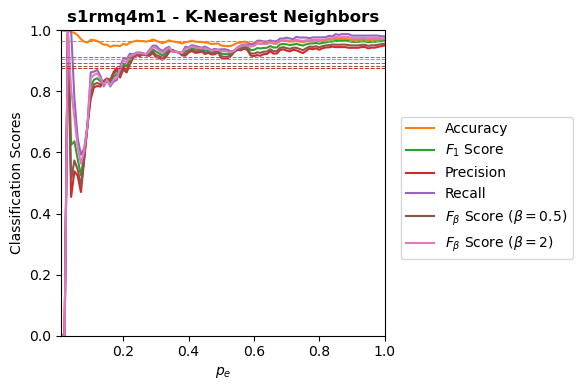 s1rmq4m1 - K-Nearest Neighbors
Classification Scores
1.0
0.8
0.6
0.4
0.2
0.0
0.2 0.4 0.6 0.8 1.0
pₑ
Accuracy
F₁ Score
Precision
Recall
Fᵦ Score (β = 0.5)
Fᵦ Score (β = 2)